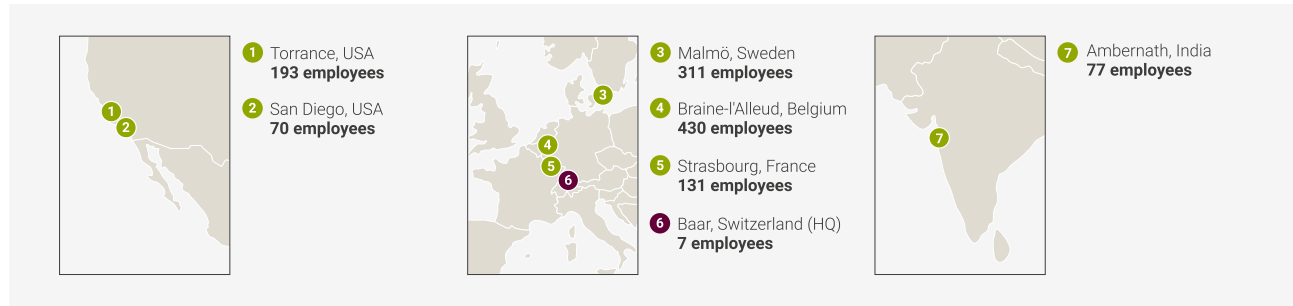 1 Torrance, USA
193 employees
2 San Diego, USA
70 employees
1
2
3 Malmö, Sweden
311 employees
4 Braine-l'Alleud, Belgium
430 employees
5 Strasbourg, France
131 employees
6 Baar, Switzerland (HQ)
7 employees
3
4
5
6
7 Ambernath, India
77 employees
7